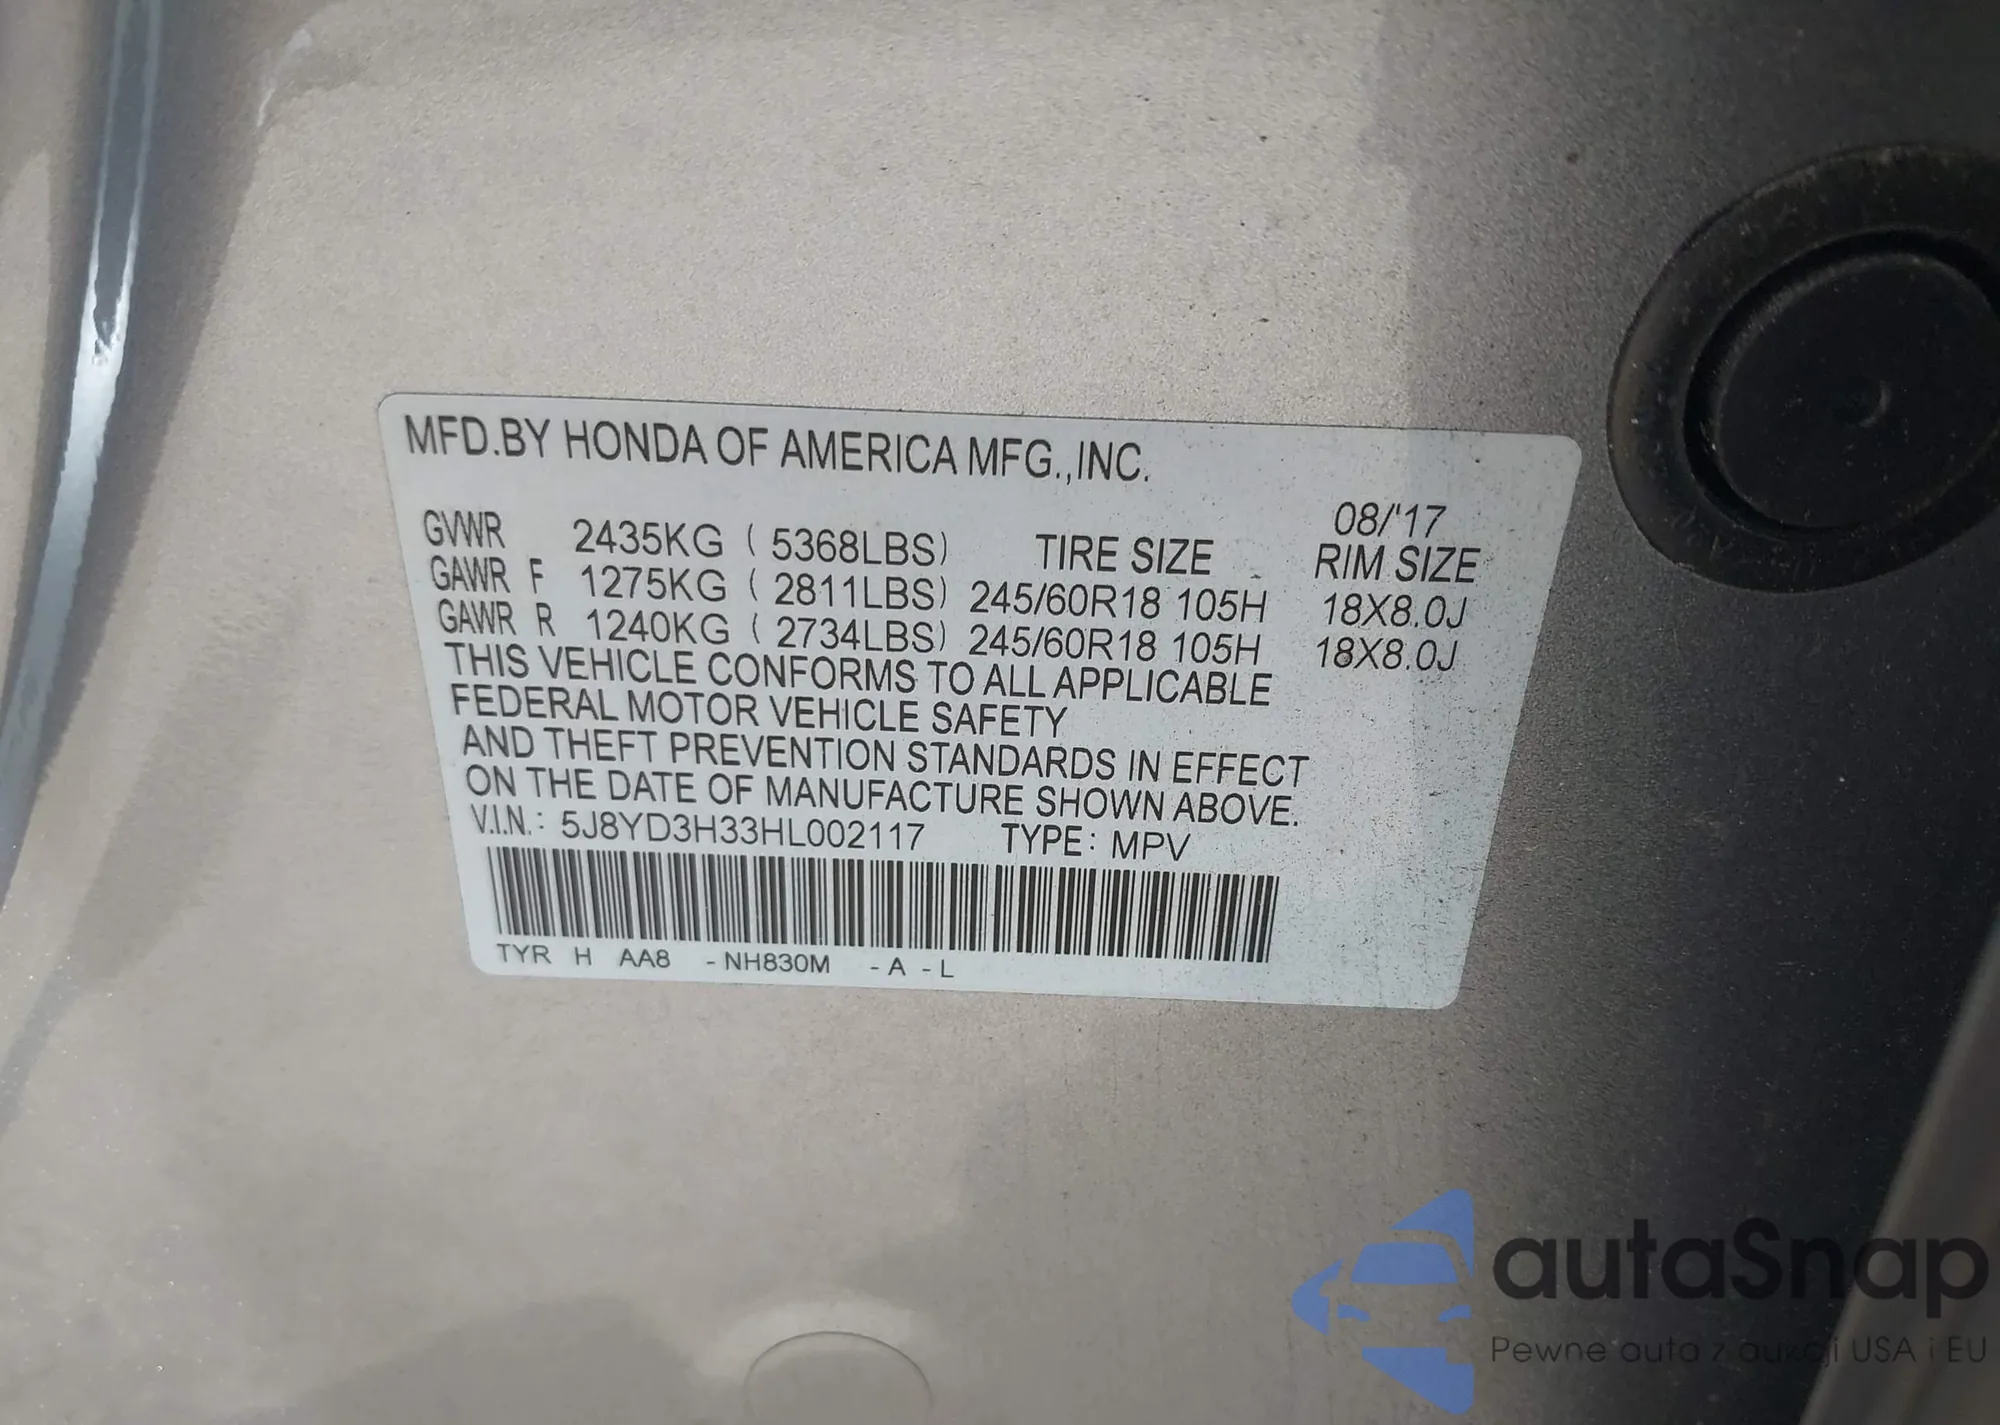 MFD.BY HONDA OF AMERICA MFG.,INC.
08/'17
GVWR 2435KG ( 5368LBS) TIRE SIZE RIM SIZE
GAWR F 1275KG ( 2811LBS) 245/60R18 105H 18X8.0J
GAWR R 1240KG ( 2734LBS) 245/60R18 105H 18X8.0J
THIS VEHICLE CONFORMS TO ALL APPLICABLE
FEDERAL MOTOR VEHICLE SAFETY
AND THEFT PREVENTION STANDARDS IN EFFECT
ON THE DATE OF MANUFACTURE SHOWN ABOVE.
V.I.N.: 5J8YD3H33HL002117 TYPE: MPV
TYR H AA8 -NH830M -A -L
autaSnap
Pewne auta z aukcji USA i EU